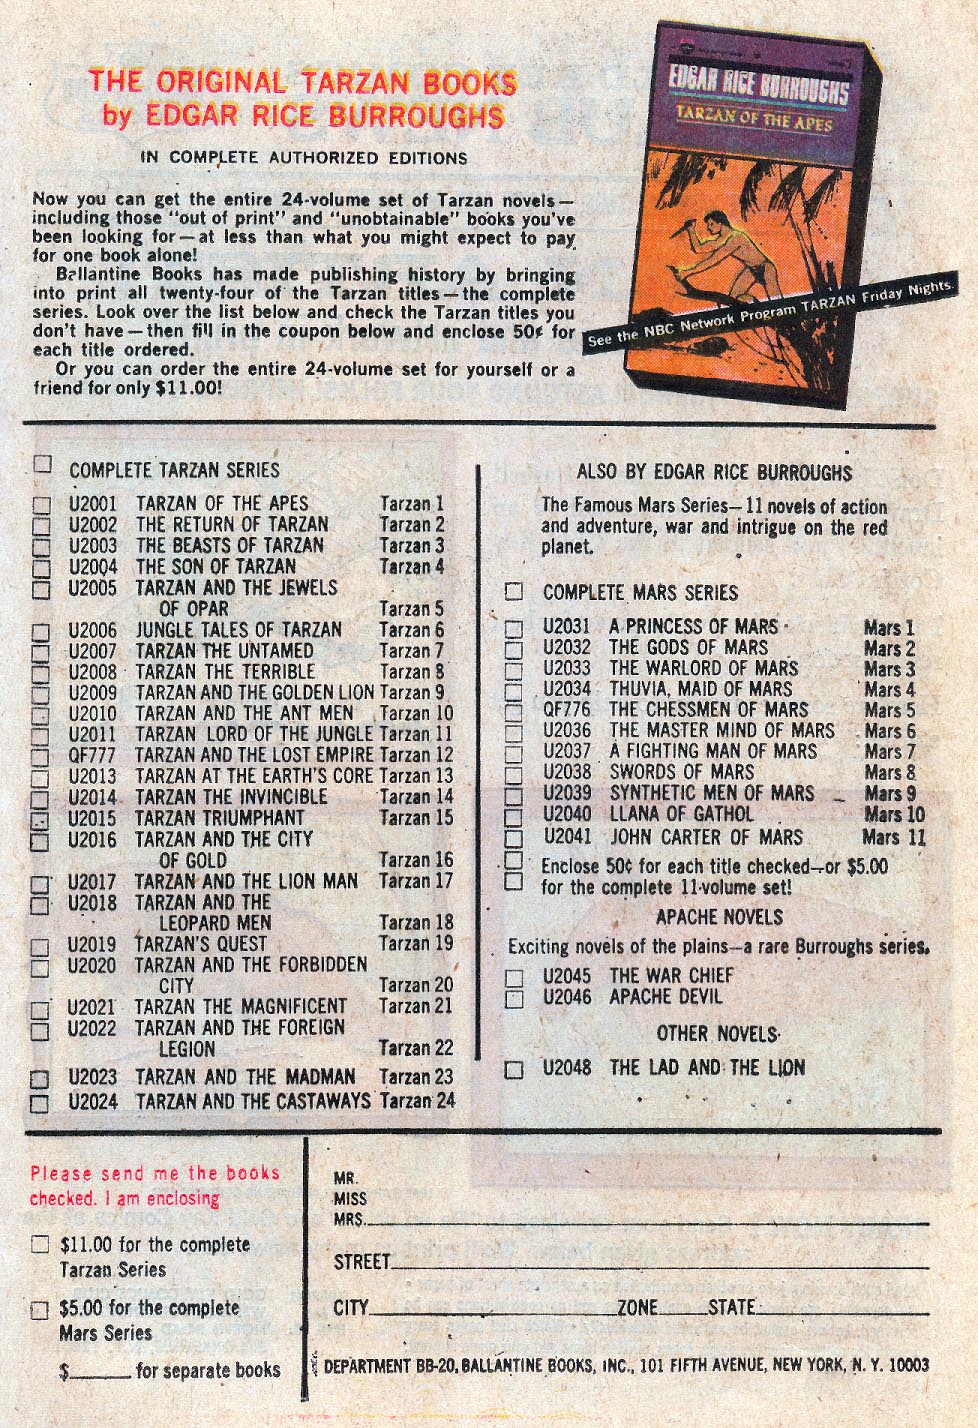 THE ORIGINAL TARZAN BOOKS
by EDGAR RICE BURROUGHS
IN COMPLETE AUTHORIZED EDITIONS
Now you can get the entire 24-volume set of Tarzan novels—
including those "out of print" and "unobtainable" books you've
been looking for—at less than what you might expect to pay
for one book alone!
Ballantine Books has made publishing history by bringing
into print all twenty-four of the Tarzan titles—the complete
series. Look over the list below and check the Tarzan titles you
don't have—then fill in the coupon below and enclose 50¢ for
each title ordered.
Or you can order the entire 24-volume set for yourself or a
friend for only $11.00!
EDGAR RICE BURROUGHS
TARZAN OF THE APES
See the NBC Network Program TARZAN Friday Nights.
COMPLETE TARZAN SERIES
U2001 TARZAN OF THE APES Tarzan 1
U2002 THE RETURN OF TARZAN Tarzan 2
U2003 THE BEASTS OF TARZAN Tarzan 3
U2004 THE SON OF TARZAN Tarzan 4
U2005 TARZAN AND THE JEWELS
OF OPAR Tarzan 5
U2006 JUNGLE TALES OF TARZAN Tarzan 6
U2007 TARZAN THE UNTAMED Tarzan 7
U2008 TARZAN THE TERRIBLE Tarzan 8
U2009 TARZAN AND THE GOLDEN LION Tarzan 9
U2010 TARZAN AND THE ANT MEN Tarzan 10
U2011 TARZAN LORD OF THE JUNGLE Tarzan 11
QF777 TARZAN AND THE LOST EMPIRE Tarzan 12
U2013 TARZAN AT THE EARTH'S CORE Tarzan 13
U2014 TARZAN THE INVINCIBLE Tarzan 14
U2015 TARZAN TRIUMPHANT Tarzan 15
U2016 TARZAN AND THE CITY
OF GOLD Tarzan 16
U2017 TARZAN AND THE LION MAN Tarzan 17
U2018 TARZAN AND THE
LEOPARD MEN Tarzan 18
U2019 TARZAN'S QUEST Tarzan 19
U2020 TARZAN AND THE FORBIDDEN
CITY Tarzan 20
U2021 TARZAN THE MAGNIFICENT Tarzan 21
U2022 TARZAN AND THE FOREIGN
LEGION Tarzan 22
U2023 TARZAN AND THE MADMAN Tarzan 23
U2024 TARZAN AND THE CASTAWAYS Tarzan 24
ALSO BY EDGAR RICE BURROUGHS
The Famous Mars Series—11 novels of action
and adventure, war and intrigue on the red
planet.
COMPLETE MARS SERIES
U2031 A PRINCESS OF MARS Mars 1
U2032 THE GODS OF MARS Mars 2
U2033 THE WARLORD OF MARS Mars 3
U2034 THUVIA, MAID OF MARS Mars 4
QF776 THE CHESSMEN OF MARS Mars 5
U2036 THE MASTER MIND OF MARS Mars 6
U2037 A FIGHTING MAN OF MARS Mars 7
U2038 SWORDS OF MARS Mars 8
U2039 SYNTHETIC MEN OF MARS Mars 9
U2040 LLANA OF GATHOL Mars 10
U2041 JOHN CARTER OF MARS Mars 11
Enclose 50¢ for each title checked—or $5.00
for the complete 11-volume set!
APACHE NOVELS
Exciting novels of the plains—a rare Burroughs series.
U2045 THE WAR CHIEF
U2046 APACHE DEVIL
OTHER NOVELS
U2048 THE LAD AND THE LION
Please send me the books
checked. I am enclosing
$11.00 for the complete
Tarzan Series
$5.00 for the complete
Mars Series
$______ for separate books
MR.
MISS
MRS.
STREET
CITY ZONE STATE
DEPARTMENT BB-20, BALLANTINE BOOKS, INC., 101 FIFTH AVENUE, NEW YORK, N. Y. 10003